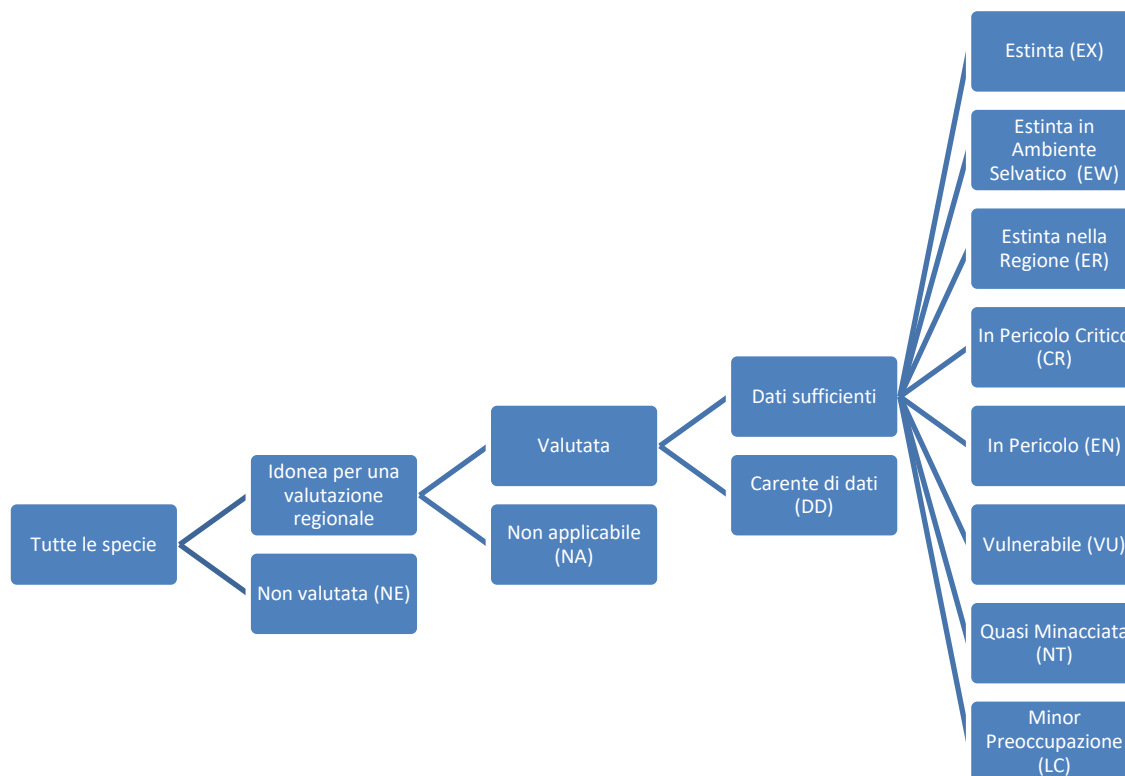 Tutte le specie
Idonea per una
valutazione
regionale
Non valutata (NE)
Valutata
Non applicabile
(NA)
Dati sufficienti
Carente di dati
(DD)
Estinta (EX)
Estinta in
Ambiente
Selvatico (EW)
Estinta nella
Regione (ER)
In Pericolo Critico
(CR)
In Pericolo (EN)
Vulnerabile (VU)
Quasi Minacciata
(NT)
Minor
Preoccupazione
(LC)